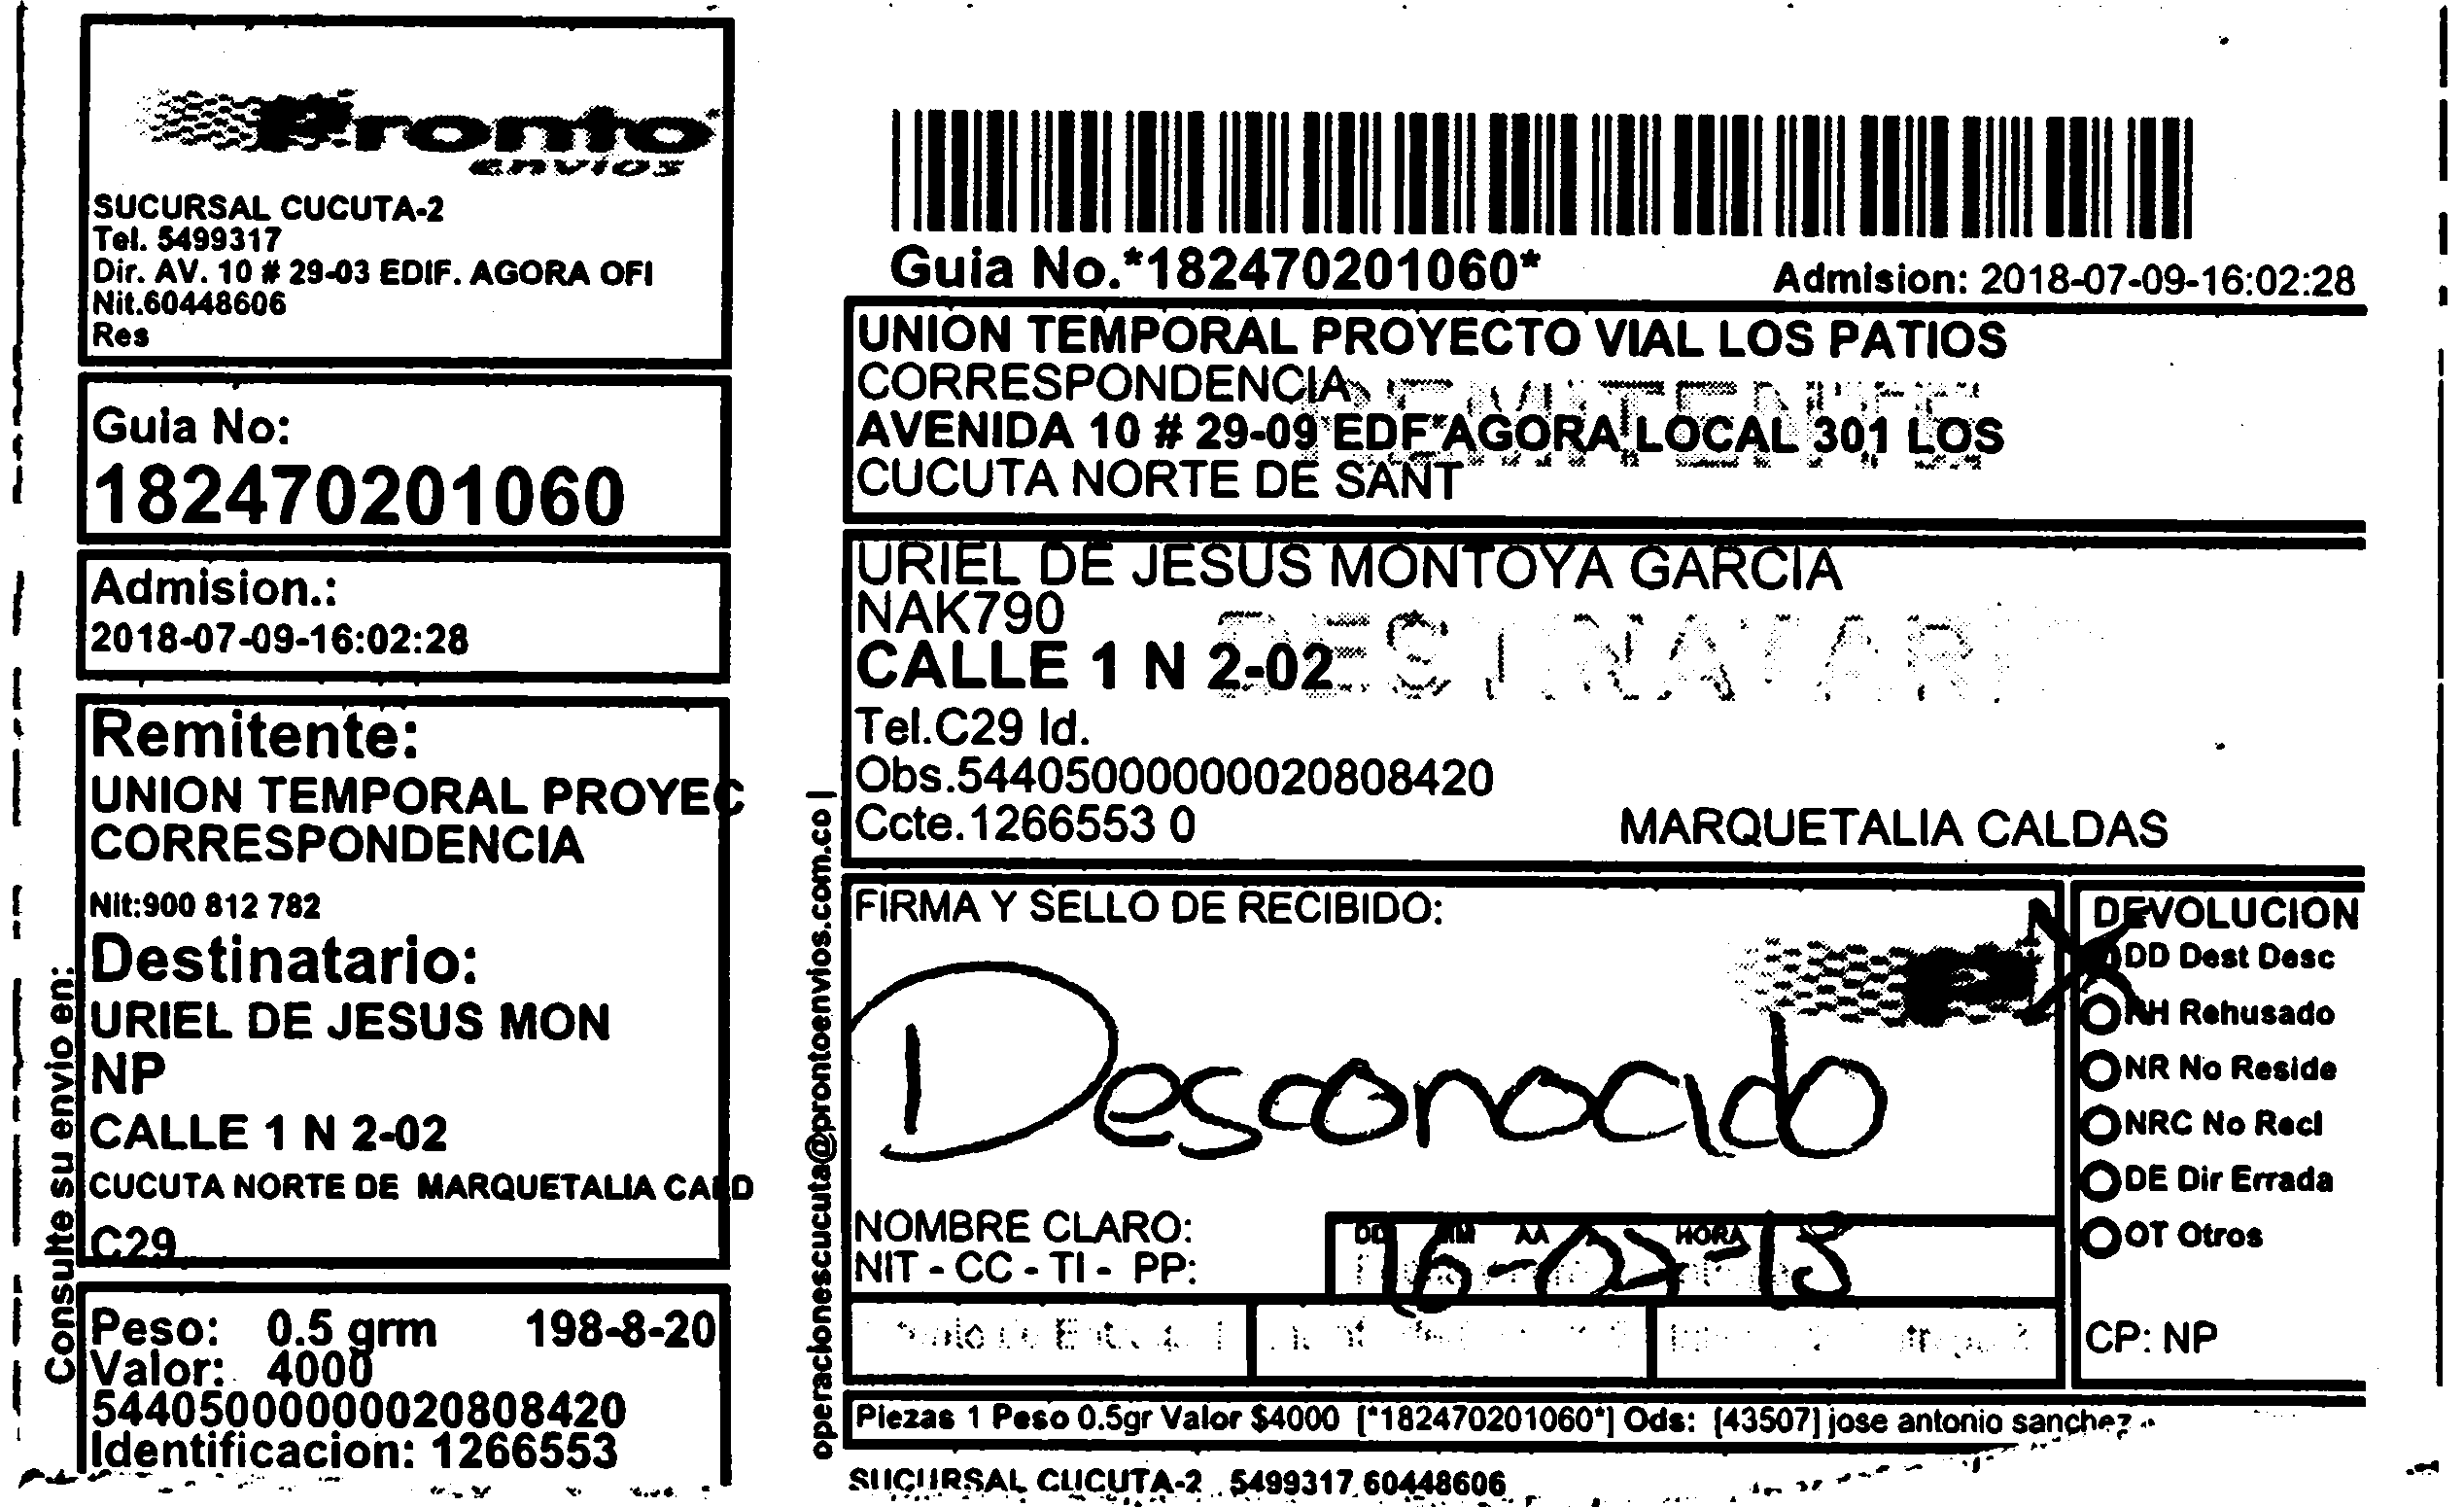 Pronto
envios
SUCURSAL CUCUTA-2
Tel. 5499317
Dir. AV. 10 # 29-03 EDIF. AGORA OFI
Nit.60448606
Res
Guia No:
182470201060
Admision.:
2018-07-09-16:02:28
Remitente:
UNION TEMPORAL PROYEC
CORRESPONDENCIA
Nit:900 812 782
Destinatario:
URIEL DE JESUS MON
NP
CALLE 1 N 2-02
CUCUTA NORTE DE MARQUETALIA CALD
C29
Peso: 0.5 grm 198-8-20
Valor: 4000
544050000000020808420
Identificacion: 1266553
Consulte su envio en:
operacionescucuta@prontoenvios.com.co |
Guia No.*182470201060*
Admision: 2018-07-09-16:02:28
UNION TEMPORAL PROYECTO VIAL LOS PATIOS
CORRESPONDENCIA
REMITENTE
AVENIDA 10 # 29-09 EDF AGORA LOCAL 301 LOS
CUCUTA NORTE DE SANT
URIEL DE JESUS MONTOYA GARCIA
NAK790
DESTINATARI
CALLE 1 N 2-02
Tel.C29 Id.
Obs.544050000000020808420
Ccte.1266553 0
MARQUETALIA CALDAS
FIRMA Y SELLO DE RECIBIDO:
Desconocido
NOMBRE CLARO:
NIT - CC - TI - PP:
DD MM AA HORA
DEVOLUCION
DD Dest Desc
RH Rehusado
NR No Reside
NRC No Recl
DE Dir Errada
OT Otros
CP: NP
Piezas 1 Peso 0.5gr Valor $4000 [*182470201060*] Ods: [43507] jose antonio sanchez
SUCURSAL CUCUTA-2 5499317 60448606